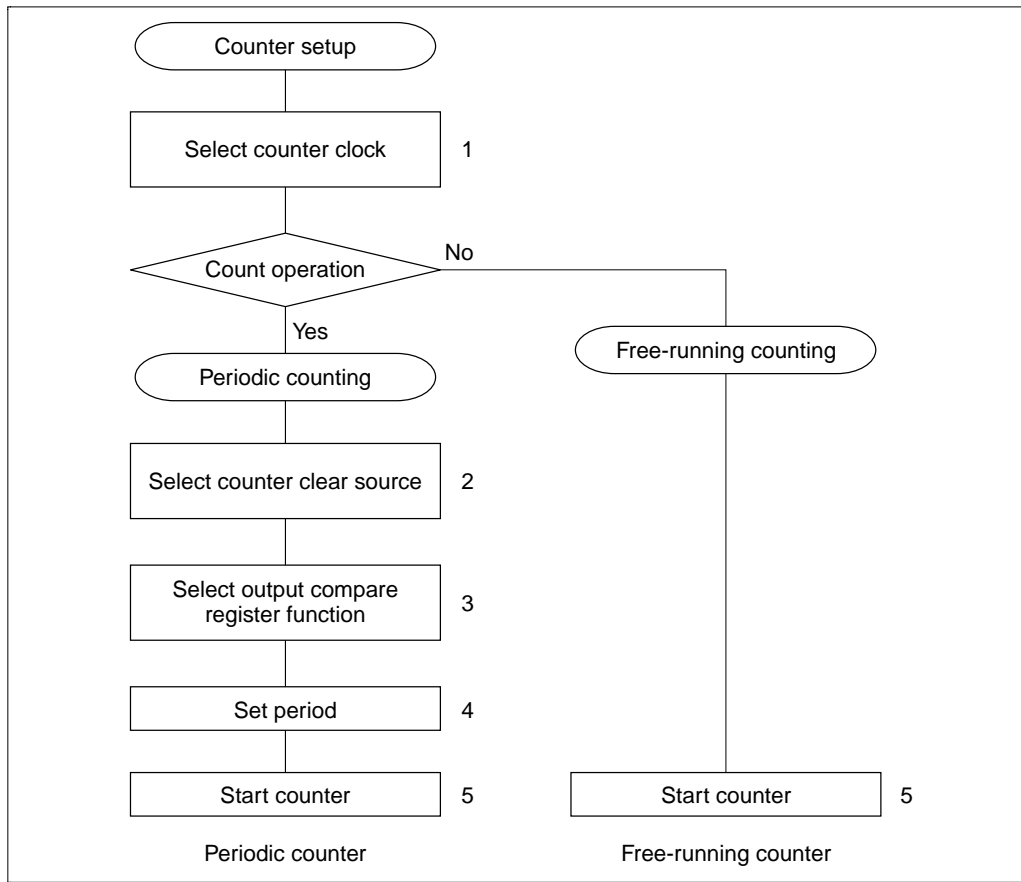 Counter setup
Select counter clock
1
Count operation
No
Yes
Free-running counting
Periodic counting
Select counter clear source
2
Select output compare
register function
3
Set period
4
Start counter
5
Start counter
5
Periodic counter
Free-running counter